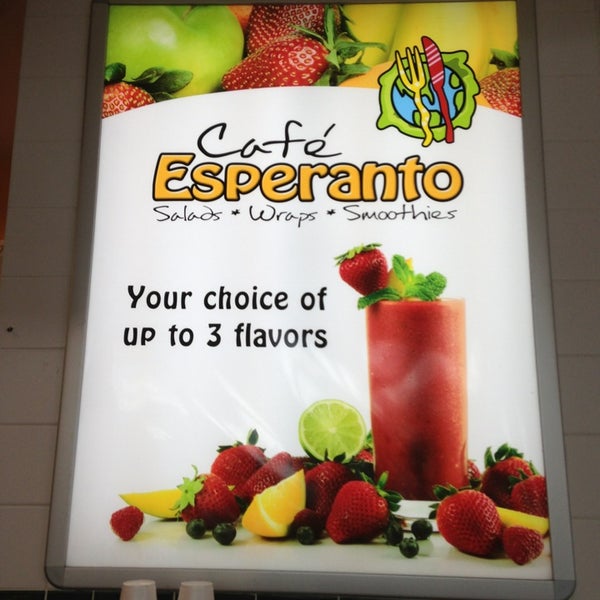 Café
Esperanto
Salads * Wraps * Smoothies
Your choice of
up to 3 flavors